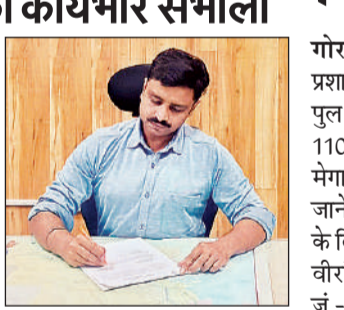 कार्यभार संभाला
गोर
प्रशा
पुल
110
मेगा
जाने
के
वीर